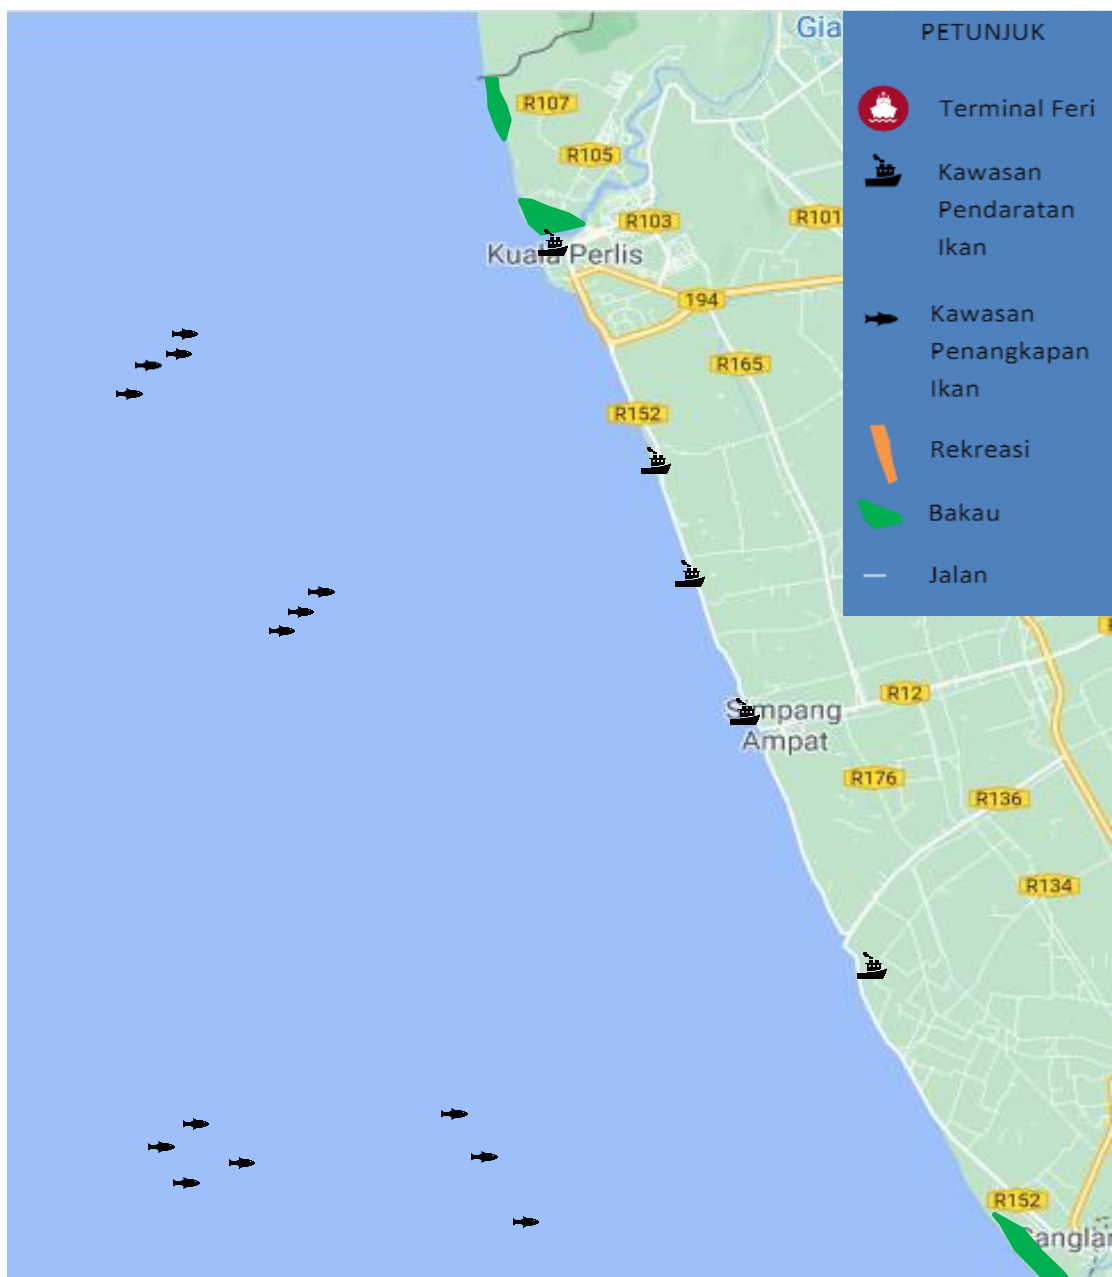 Gia
PETUNJUK
R107
Terminal Feri
R105
Kawasan
Pendaratan
Ikan
R103
R101
Kuala Perlis
194
Kawasan
Penangkapan
Ikan
R165
R152
Rekreasi
Bakau
Jalan
R12
Simpang
Ampat
R176
R136
R134
R152
Sanglan